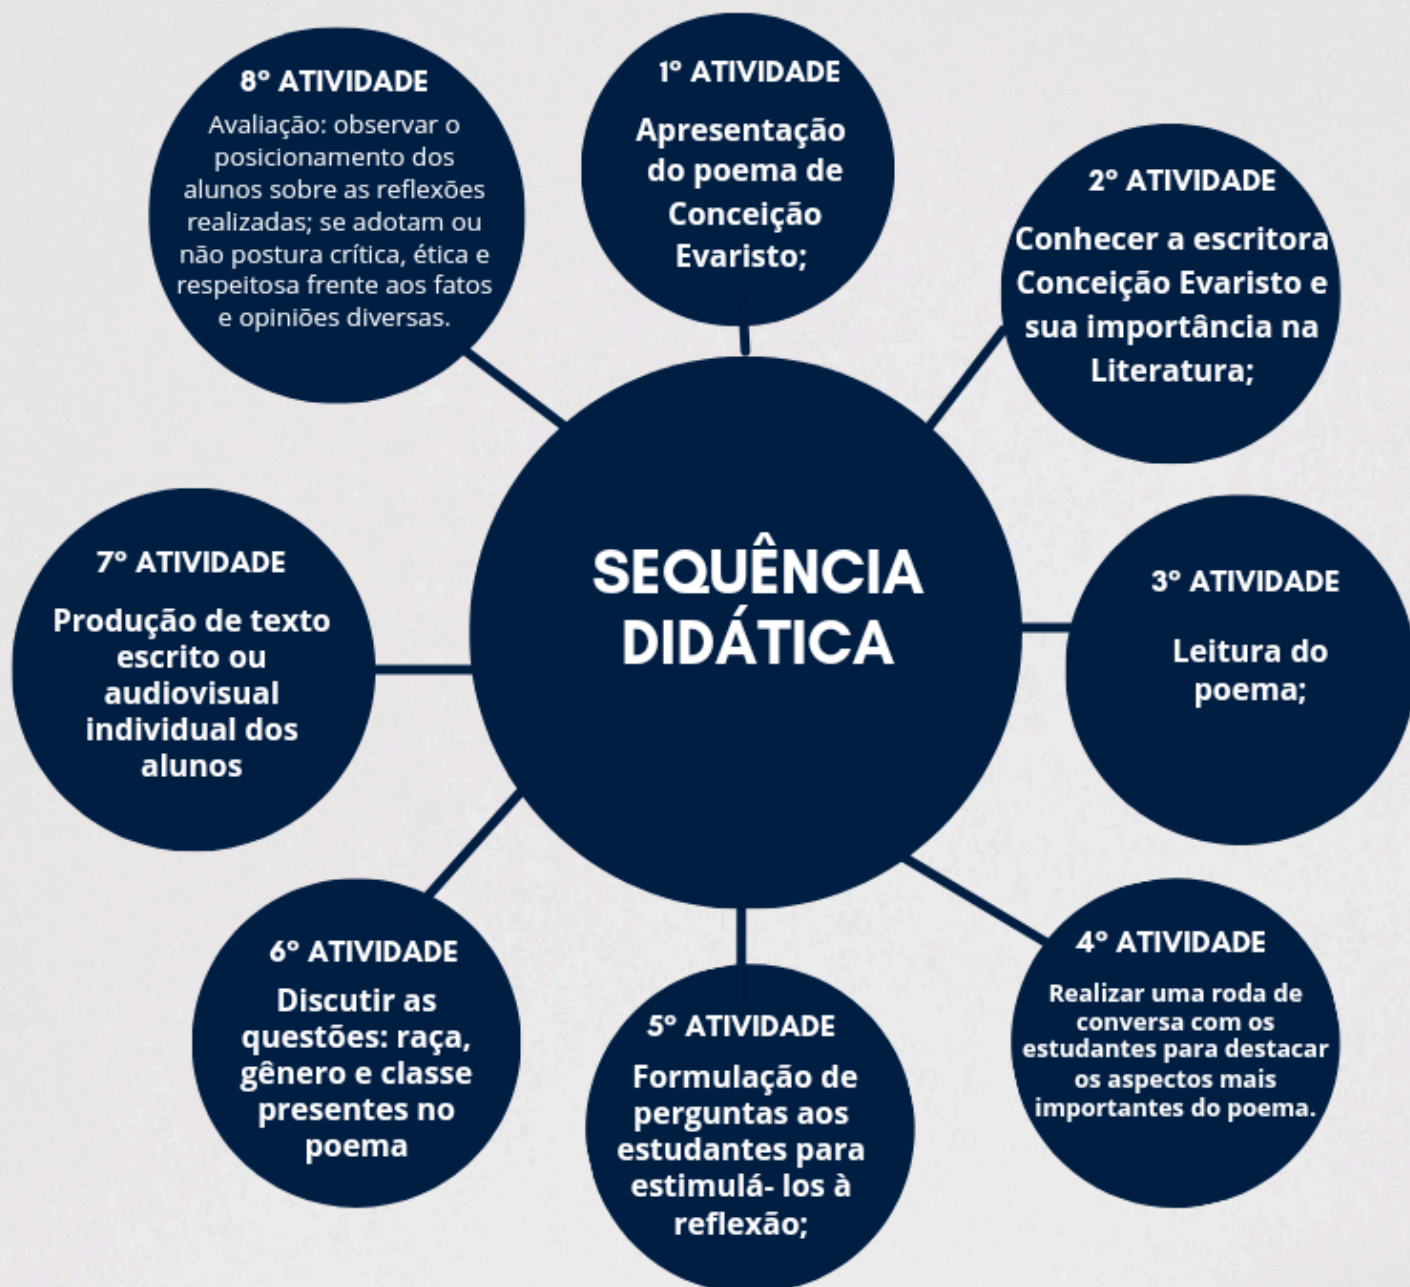 SEQUÊNCIA
DIDÁTICA
1º ATIVIDADE
Apresentação
do poema de
Conceição
Evaristo;
2º ATIVIDADE
Conhecer a escritora
Conceição Evaristo e
sua importância na
Literatura;
3º ATIVIDADE
Leitura do
poema;
4º ATIVIDADE
Realizar uma roda de
conversa com os
estudantes para destacar
os aspectos mais
importantes do poema.
5º ATIVIDADE
Formulação de
perguntas aos
estudantes para
estimulá- los à
reflexão;
6º ATIVIDADE
Discutir as
questões: raça,
gênero e classe
presentes no
poema
7º ATIVIDADE
Produção de texto
escrito ou
audiovisual
individual dos
alunos
8º ATIVIDADE
Avaliação: observar o
posicionamento dos
alunos sobre as reflexões
realizadas; se adotam ou
não postura crítica, ética e
respeitosa frente aos fatos
e opiniões diversas.